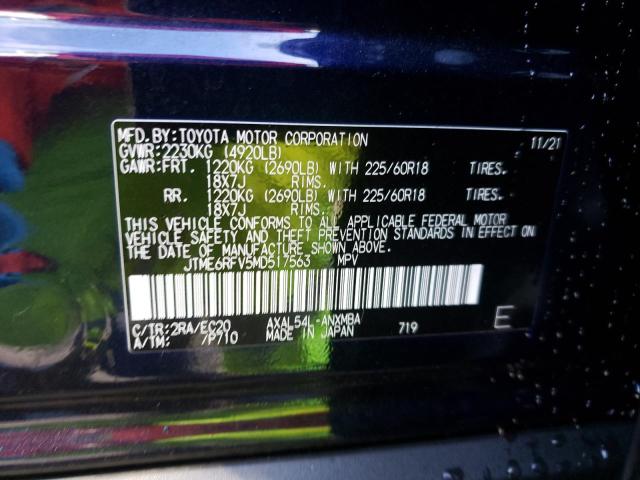 MFD.BY:TOYOTA MOTOR CORPORATION 11/21
GVWR:2230KG (4920LB)
GAWR:FRT. 1220KG (2690LB) WITH 225/60R18 TIRES.
18X7J RIMS.
RR. 1220KG (2690LB) WITH 225/60R18 TIRES.
18X7J RIMS.
THIS VEHICLE CONFORMS TO ALL APPLICABLE FEDERAL MOTOR
VEHICLE SAFETY AND THEFT PREVENTION STANDARDS IN EFFECT ON
THE DATE OF MANUFACTURE SHOWN ABOVE.
JTME6RFV5MD517563 MPV
C/TR:2RA/EC20 AXAL54L-ANXMBA
A/TM: /P710 MADE IN JAPAN 719 E